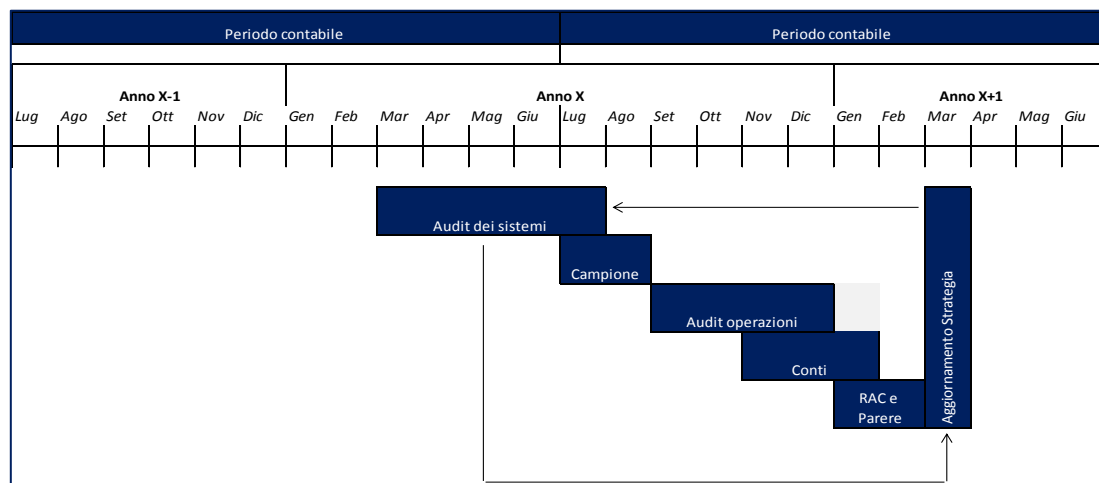 Periodo contabile Periodo contabile
Anno X-1 Anno X Anno X+1
Lug Ago Set Ott Nov Dic Gen Feb Mar Apr Mag Giu Lug Ago Set Ott Nov Dic Gen Feb Mar Apr Mag Giu
Audit dei sistemi
Campione
Audit operazioni
Conti
RAC e
Parere
Aggiornamento Strategia